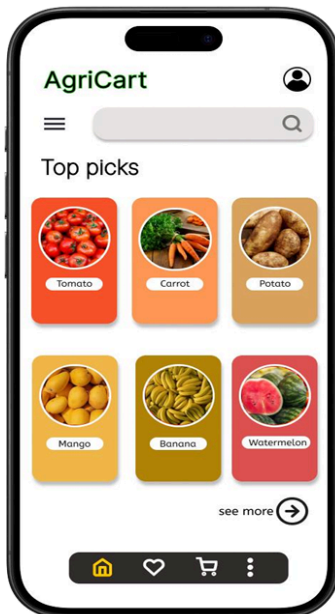 AgriCart
Top picks
Tomato
Carrot
Potato
Mango
Banana
Watermelon
see more